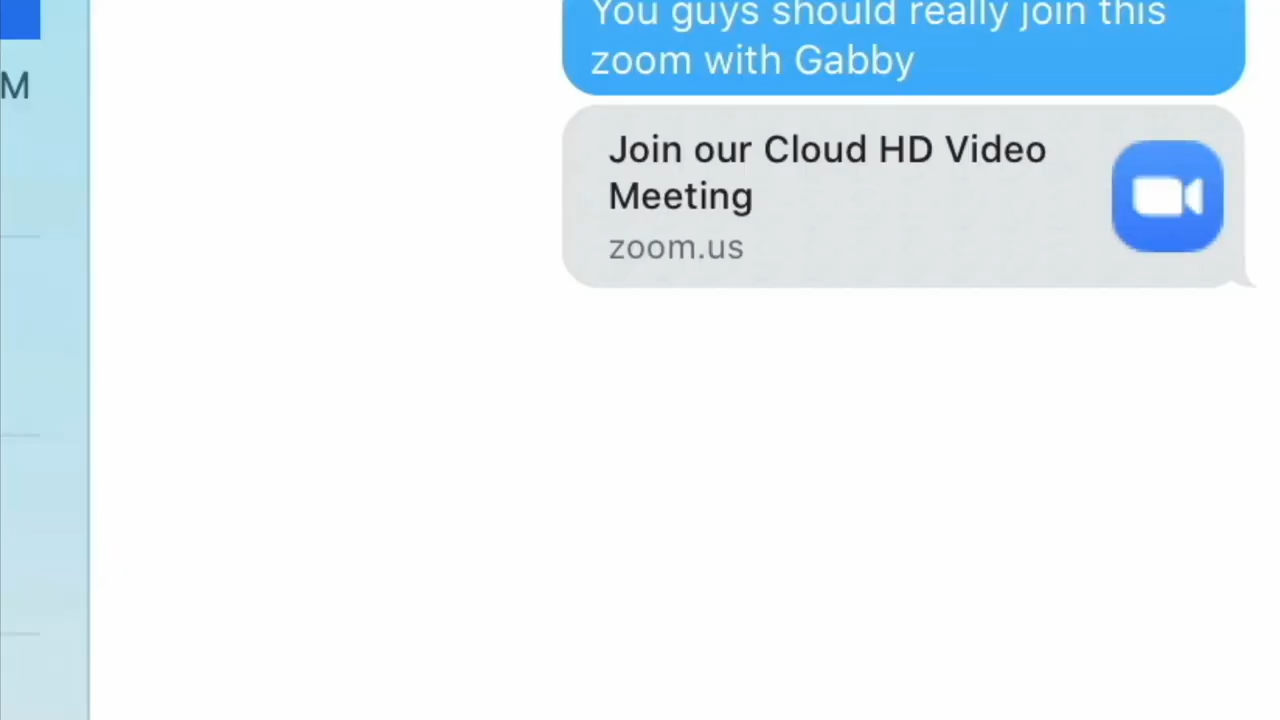 You guys should really join this
zoom with Gabby
M
Join our Cloud HD Video
Meeting
zoom.us